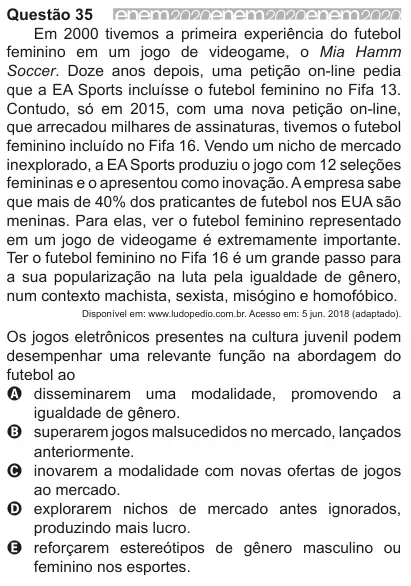 Questão 35 enem2020enem2020enem2020
Em 2000 tivemos a primeira experiência do futebol
feminino em um jogo de videogame, o Mia Hamm
Soccer. Doze anos depois, uma petição on-line pedia
que a EA Sports incluísse o futebol feminino no Fifa 13.
Contudo, só em 2015, com uma nova petição on-line,
que arrecadou milhares de assinaturas, tivemos o futebol
feminino incluído no Fifa 16. Vendo um nicho de mercado
inexplorado, a EA Sports produziu o jogo com 12 seleções
femininas e o apresentou como inovação. A empresa sabe
que mais de 40% dos praticantes de futebol nos EUA são
meninas. Para elas, ver o futebol feminino representado
em um jogo de videogame é extremamente importante.
Ter o futebol feminino no Fifa 16 é um grande passo para
a sua popularização na luta pela igualdade de gênero,
num contexto machista, sexista, misógino e homofóbico.
Disponível em: www.ludopedio.com.br. Acesso em: 5 jun. 2018 (adaptado).
Os jogos eletrônicos presentes na cultura juvenil podem
desempenhar uma relevante função na abordagem do
futebol ao
A disseminarem uma modalidade, promovendo a
igualdade de gênero.
B superarem jogos malsucedidos no mercado, lançados
anteriormente.
C inovarem a modalidade com novas ofertas de jogos
ao mercado.
D explorarem nichos de mercado antes ignorados,
produzindo mais lucro.
E reforçarem estereótipos de gênero masculino ou
feminino nos esportes.